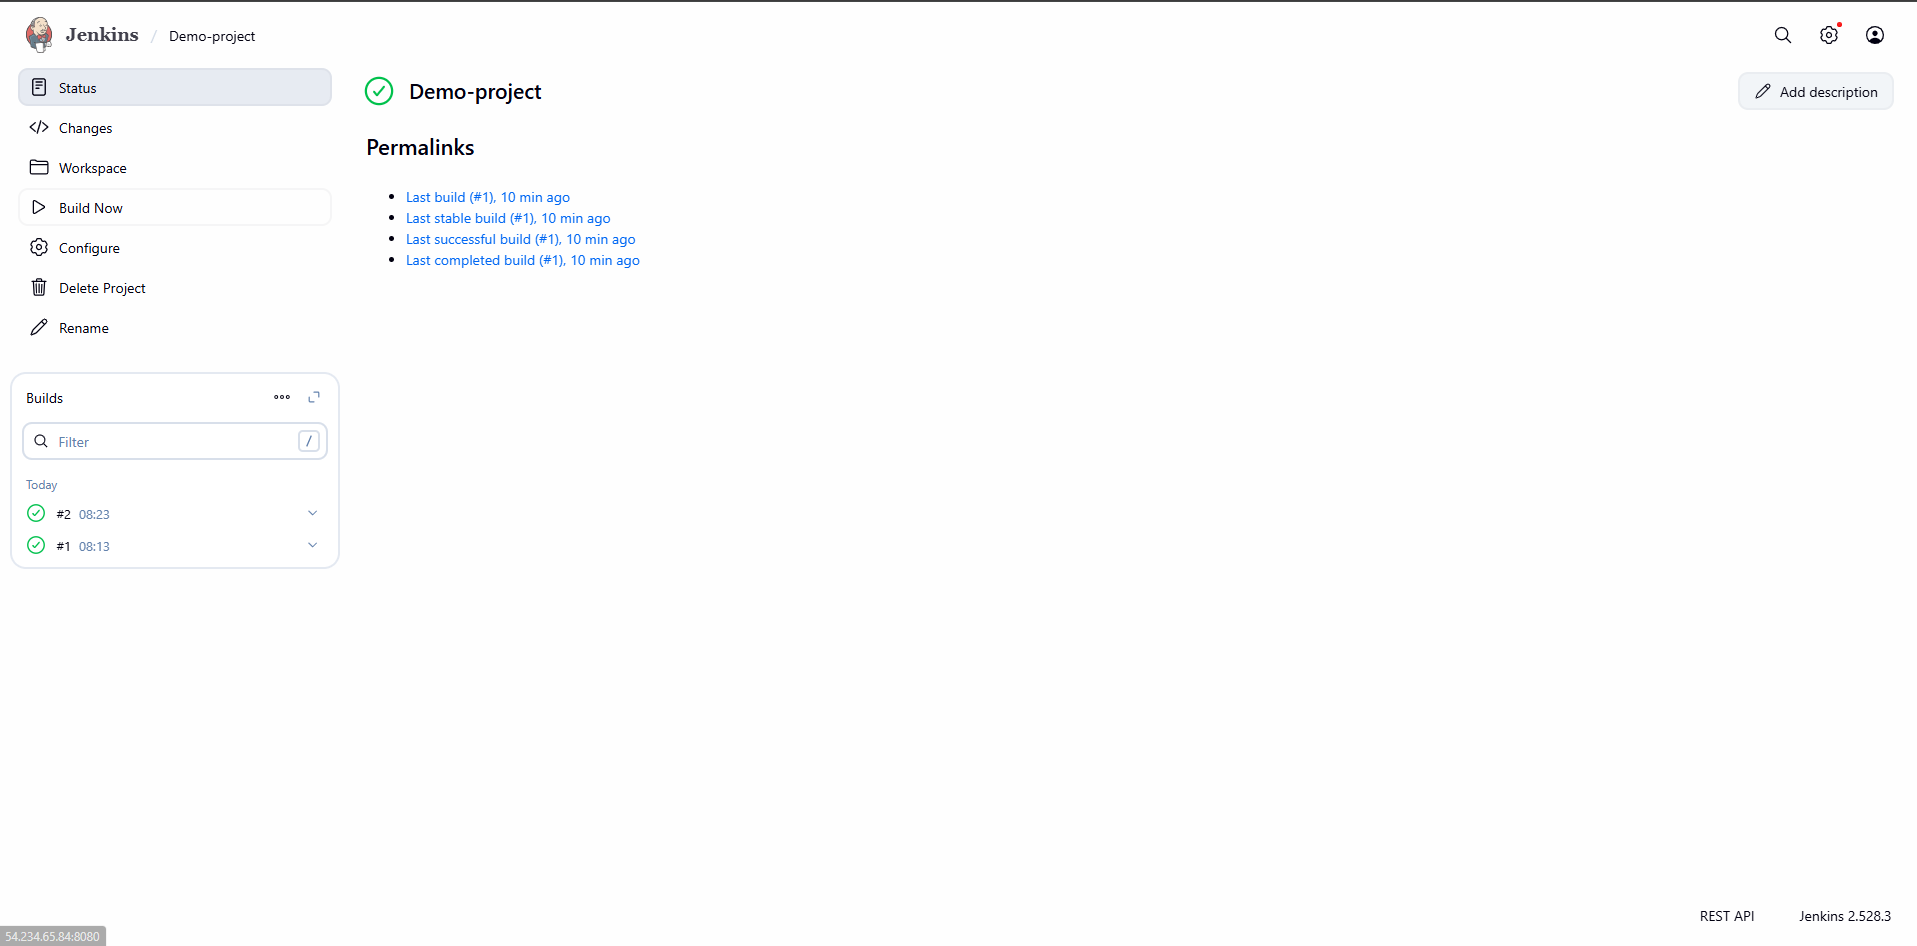 Jenkins / Demo-project
Status
Changes
Workspace
Build Now
Configure
Delete Project
Rename
Builds
Filter /
Today
#2 08:23
#1 08:13
Demo-project
Add description
Permalinks
Last build (#1), 10 min ago
Last stable build (#1), 10 min ago
Last successful build (#1), 10 min ago
Last completed build (#1), 10 min ago
REST API Jenkins 2.528.3
54.234.65.84:8080